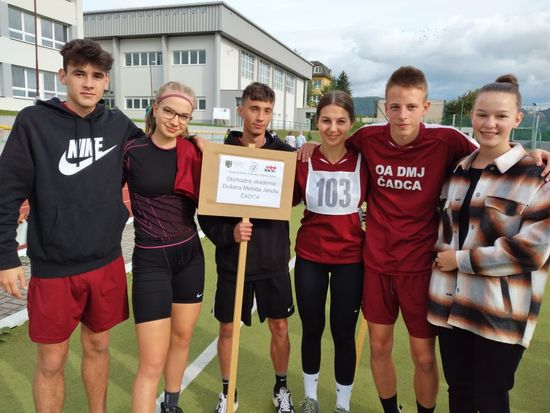 NIKE
Obchodná akadémia
Dušana Metoda Janotu
ČADCA
103
OA DMJ
ČADCA